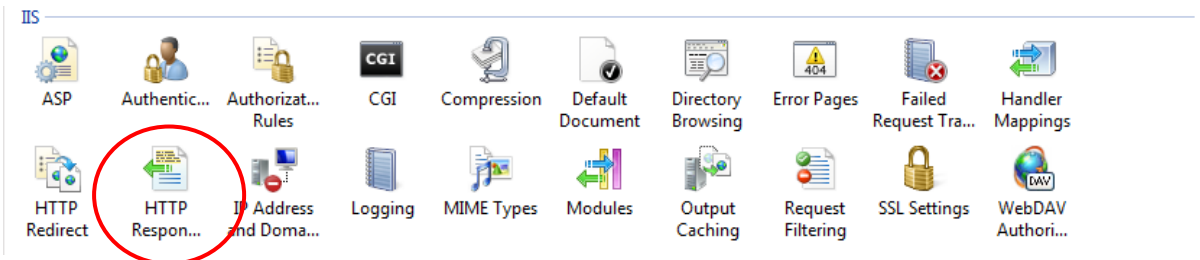 IIS
CGI
404
ASP
Authentic...
Authorizat...
Rules
CGI
Compression
Default
Document
Directory
Browsing
Error Pages
Failed
Request Tra...
Handler
Mappings
DAV
HTTP
Redirect
HTTP
Respon...
IP Address
and Doma...
Logging
MIME Types
Modules
Output
Caching
Request
Filtering
SSL Settings
WebDAV
Authori...